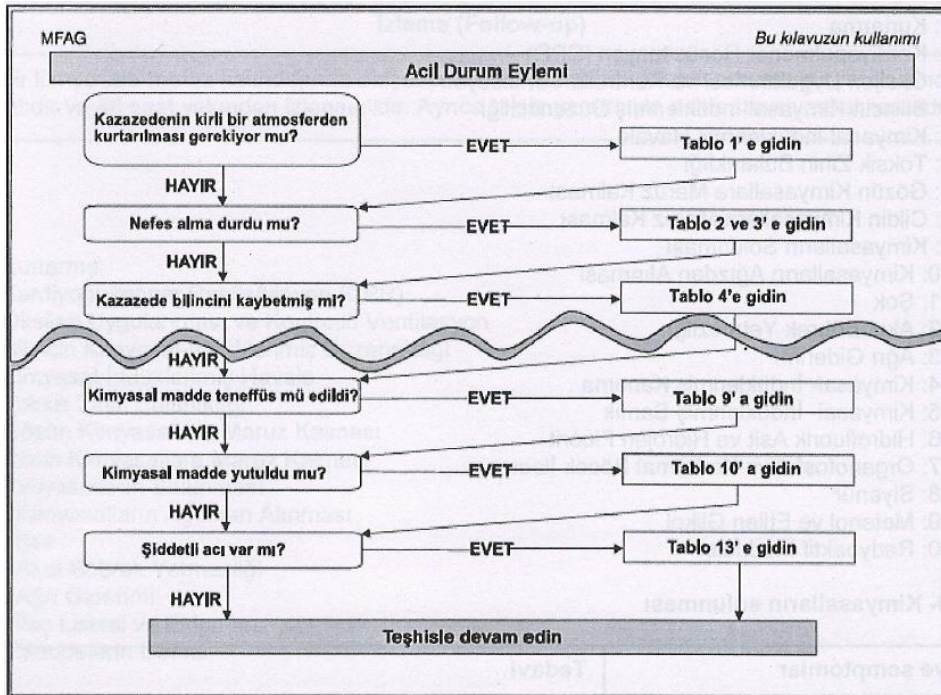 MFAG
Bu kılavuzun kullanımı
Acil Durum Eylemi
Kazazedenin kirli bir atmosferden
kurtarılması gerekiyor mu?
EVET
Tablo 1' e gidin
HAYIR
Nefes alma durdu mu?
EVET
Tablo 2 ve 3' e gidin
HAYIR
Kazazede bilincini kaybetmiş mi?
EVET
Tablo 4'e gidin
HAYIR
Kimyasal madde teneffüs mü edildi?
EVET
Tablo 9' a gidin
HAYIR
Kimyasal madde yutuldu mu?
EVET
Tablo 10' a gidin
HAYIR
Şiddetli acı var mı?
EVET
Tablo 13' e gidin
HAYIR
Teşhisle devam edin